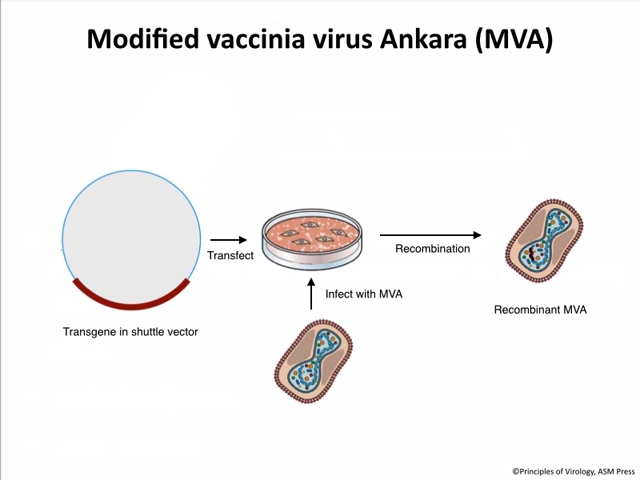 Modified vaccinia virus Ankara (MVA)
Transfect
Recombination
Infect with MVA
Recombinant MVA
Transgene in shuttle vector
©Principles of Virology, ASM Press